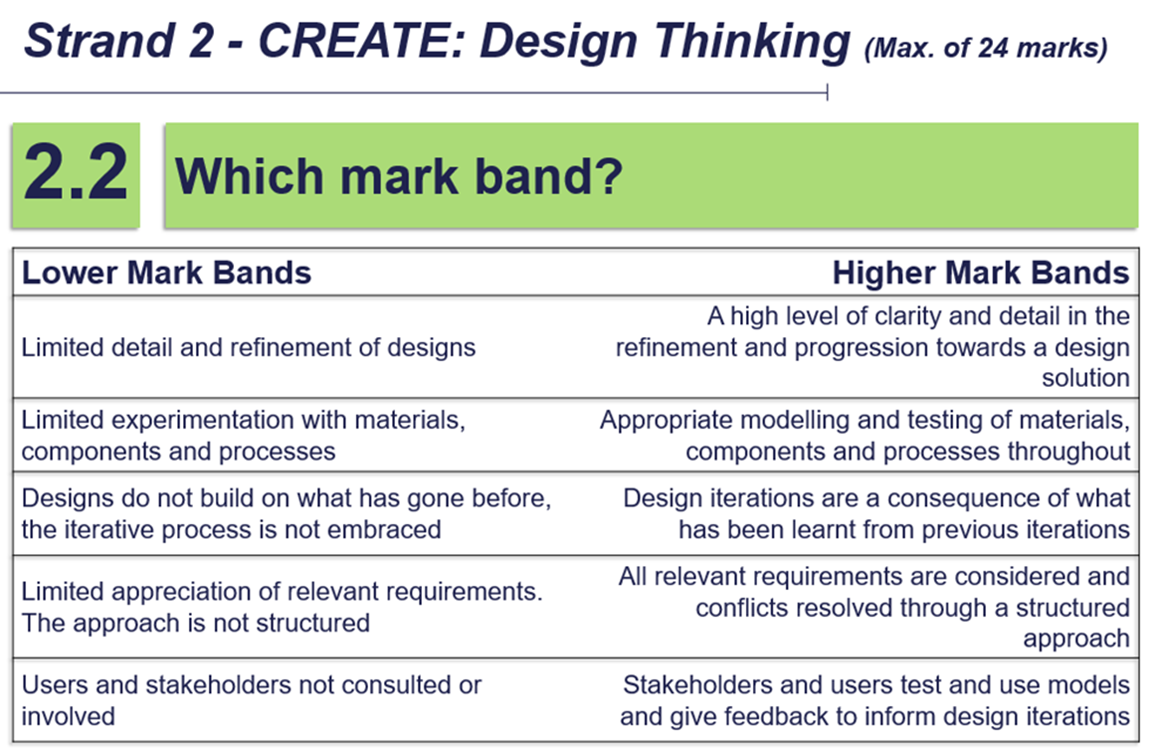 Strand 2 - CREATE: Design Thinking (Max. of 24 marks)
2.2
Which mark band?
Lower Mark Bands
Higher Mark Bands
Limited detail and refinement of designs
A high level of clarity and detail in the
refinement and progression towards a design
solution
Limited experimentation with materials,
components and processes
Appropriate modelling and testing of materials,
components and processes throughout
Designs do not build on what has gone before,
the iterative process is not embraced
Design iterations are a consequence of what
has been learnt from previous iterations
Limited appreciation of relevant requirements.
The approach is not structured
All relevant requirements are considered and
conflicts resolved through a structured
approach
Users and stakeholders not consulted or
involved
Stakeholders and users test and use models
and give feedback to inform design iterations